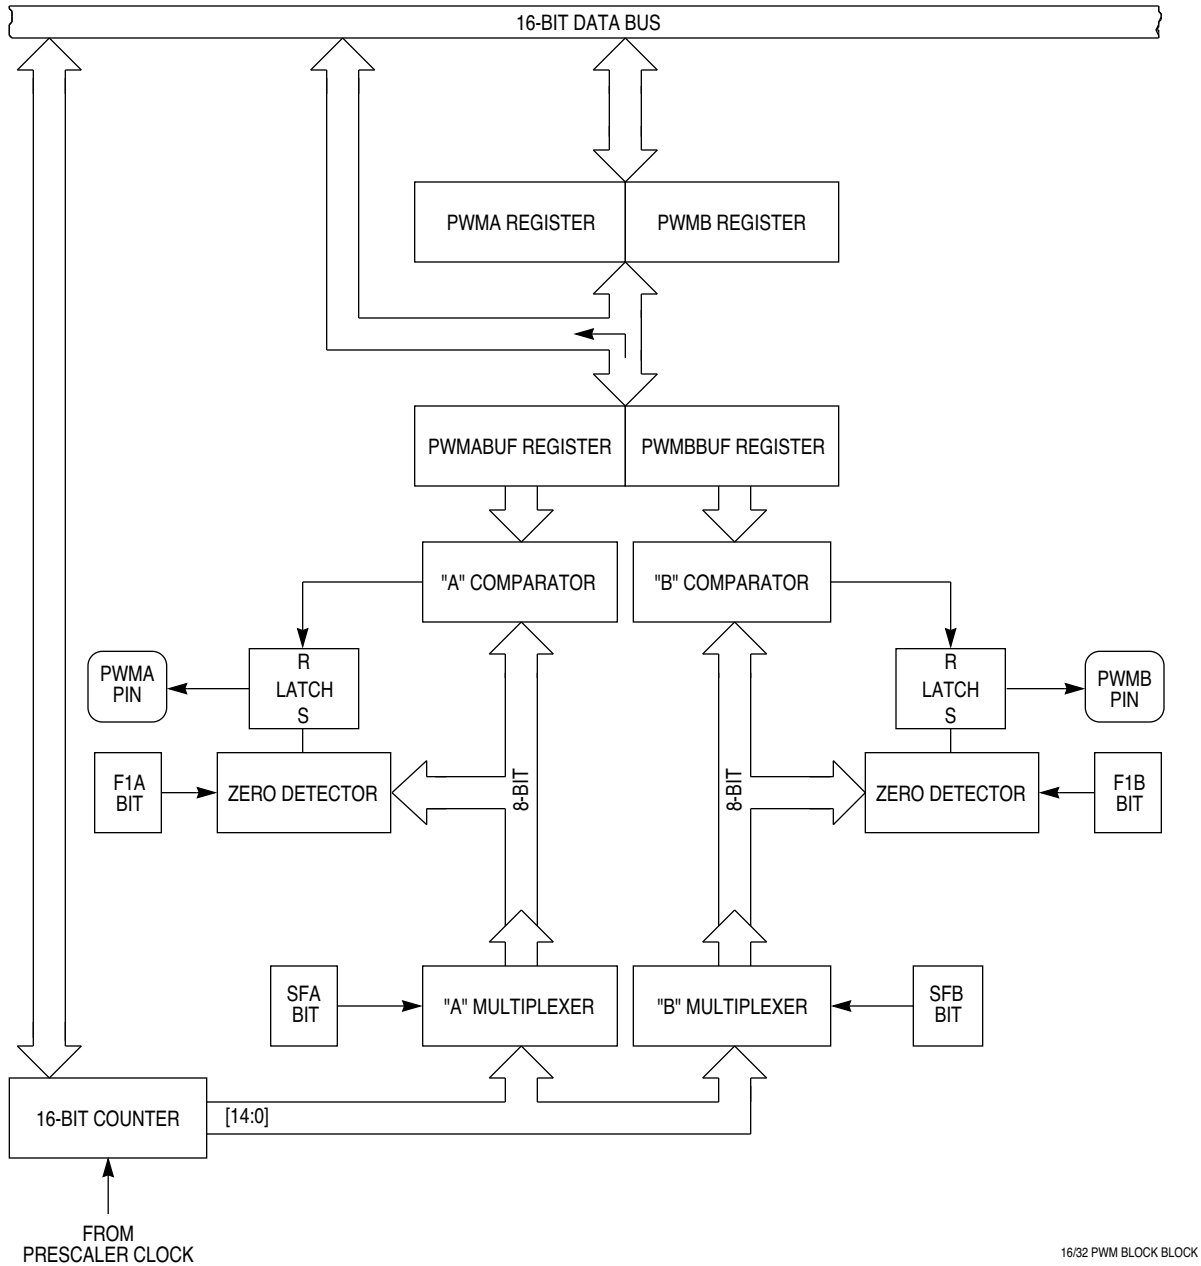 16-BIT DATA BUS
PWMA REGISTER
PWMB REGISTER
PWMABUF REGISTER
PWMBBUF REGISTER
"A" COMPARATOR
"B" COMPARATOR
PWMA
PIN
R
LATCH
S
R
LATCH
S
PWMB
PIN
F1A
BIT
ZERO DETECTOR
8-BIT
8-BIT
ZERO DETECTOR
F1B
BIT
SFA
BIT
"A" MULTIPLEXER
"B" MULTIPLEXER
SFB
BIT
16-BIT COUNTER
[14:0]
FROM
PRESCALER CLOCK
16/32 PWM BLOCK BLOCK